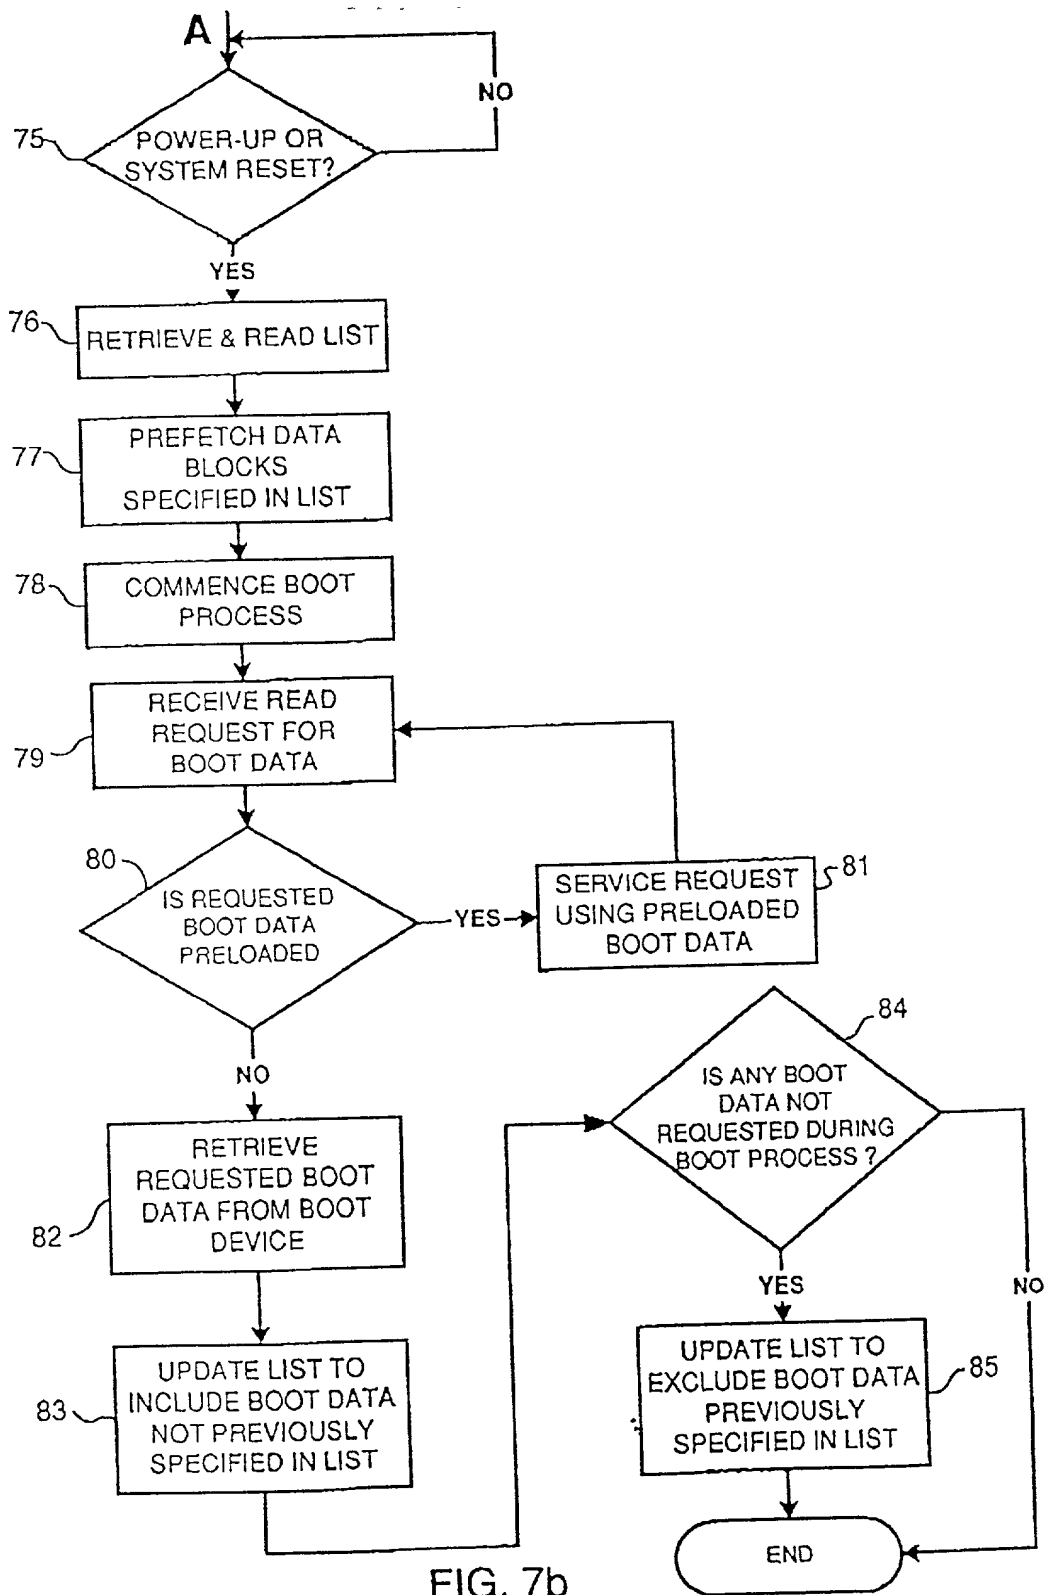 A
NO
75
POWER-UP OR
SYSTEM RESET?
YES
76
RETRIEVE & READ LIST
77
PREFETCH DATA
BLOCKS
SPECIFIED IN LIST
78
COMMENCE BOOT
PROCESS
79
RECEIVE READ
REQUEST FOR
BOOT DATA
80
IS REQUESTED
BOOT DATA
PRELOADED
YES
81
SERVICE REQUEST
USING PRELOADED
BOOT DATA
NO
82
RETRIEVE
REQUESTED BOOT
DATA FROM BOOT
DEVICE
83
UPDATE LIST TO
INCLUDE BOOT DATA
NOT PREVIOUSLY
SPECIFIED IN LIST
84
IS ANY BOOT
DATA NOT
REQUESTED DURING
BOOT PROCESS ?
YES
NO
UPDATE LIST TO
EXCLUDE BOOT DATA
PREVIOUSLY
SPECIFIED IN LIST
85
END
FIG. 7b